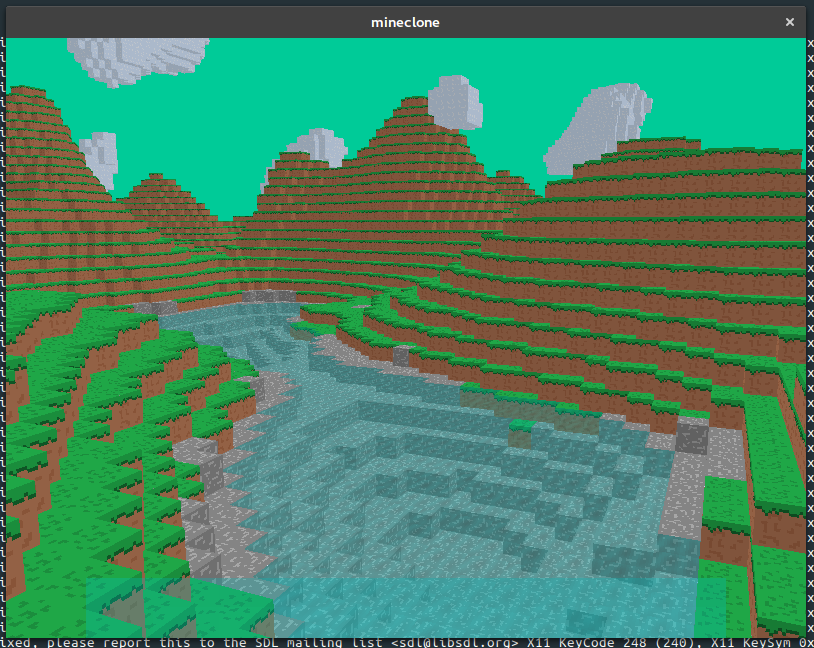 mineclone
×
ixed, please report this to the SDL mailing list <sdl@libsdl.org> X11 KeyCode 248 (240), X11 KeySym 0x